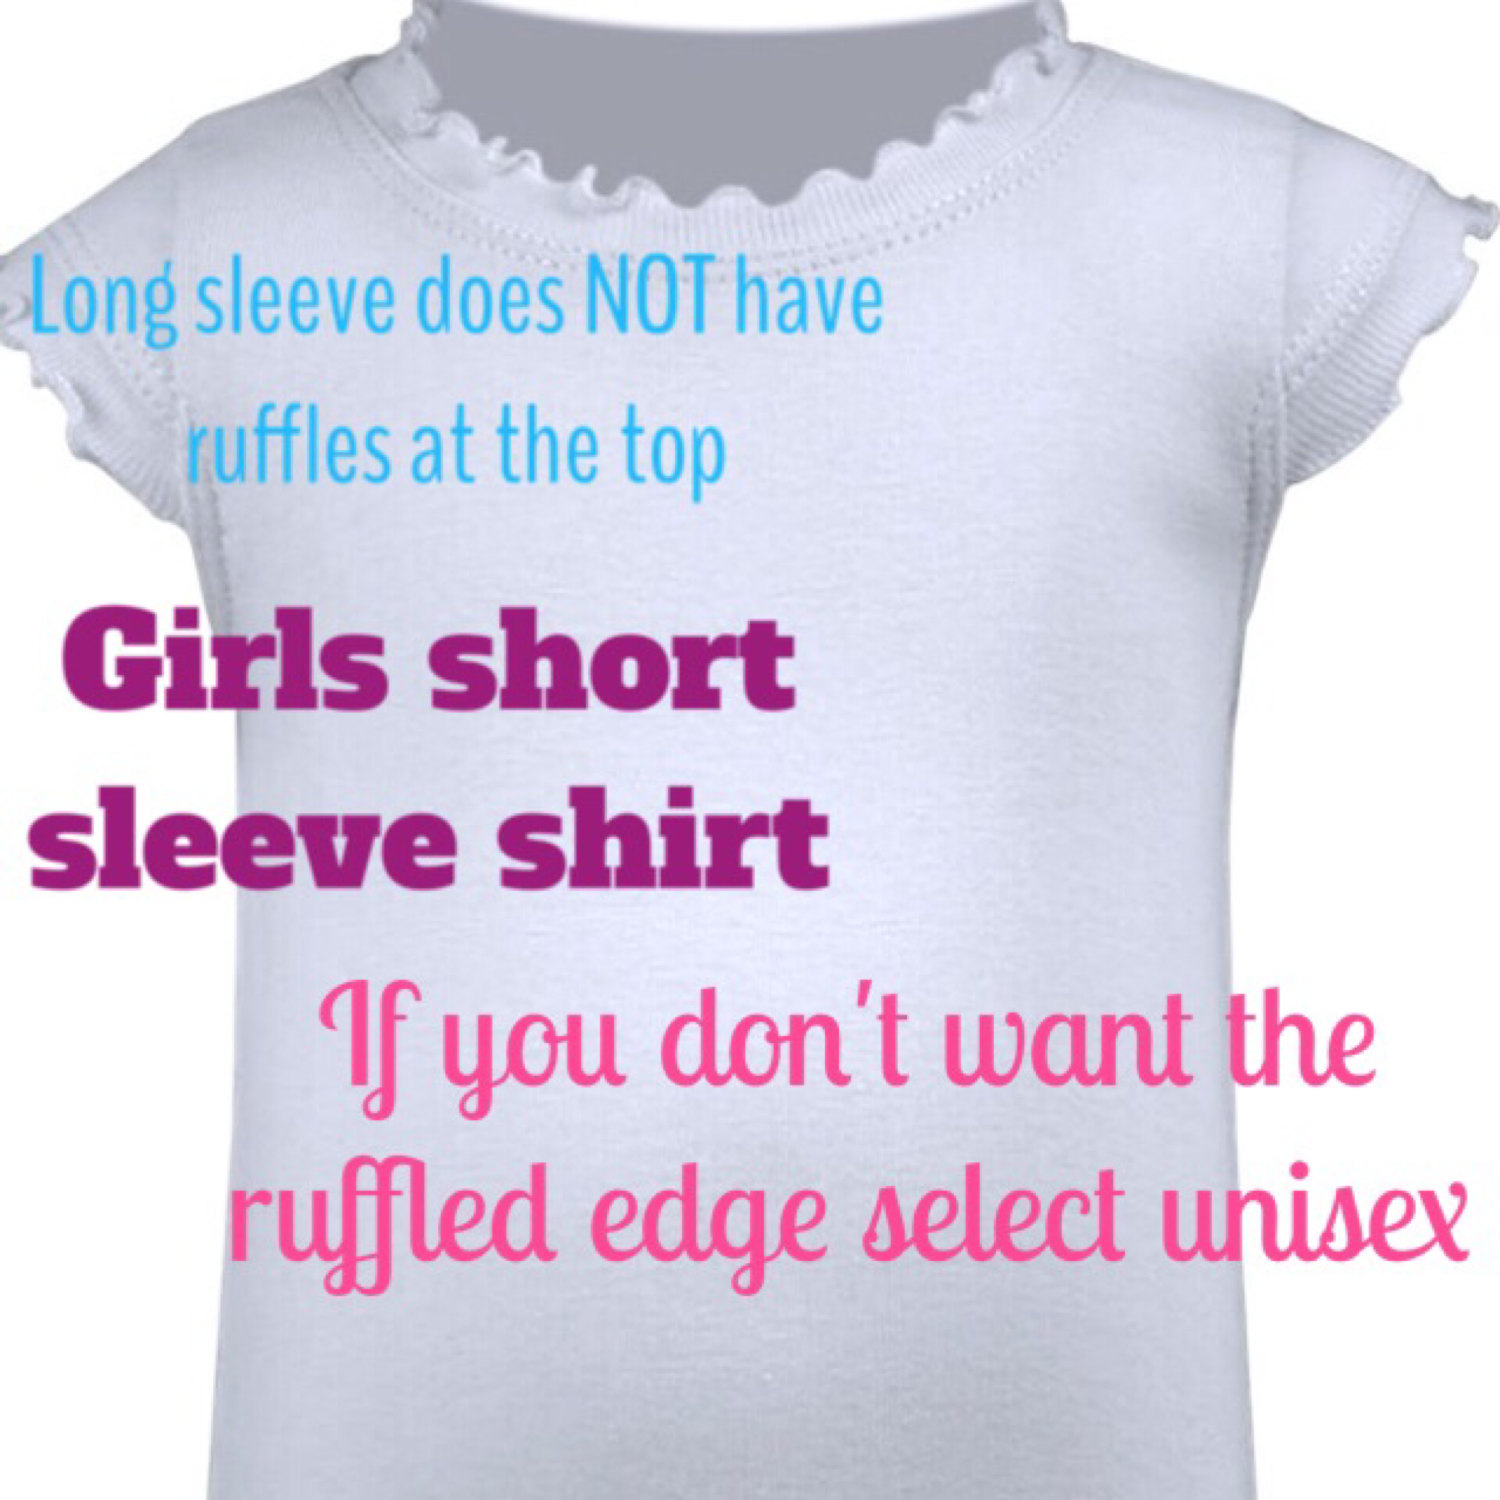 Long sleeve does NOT have
ruffles at the top
Girls short
sleeve shirt
If you don't want the
ruffled edge select unisex